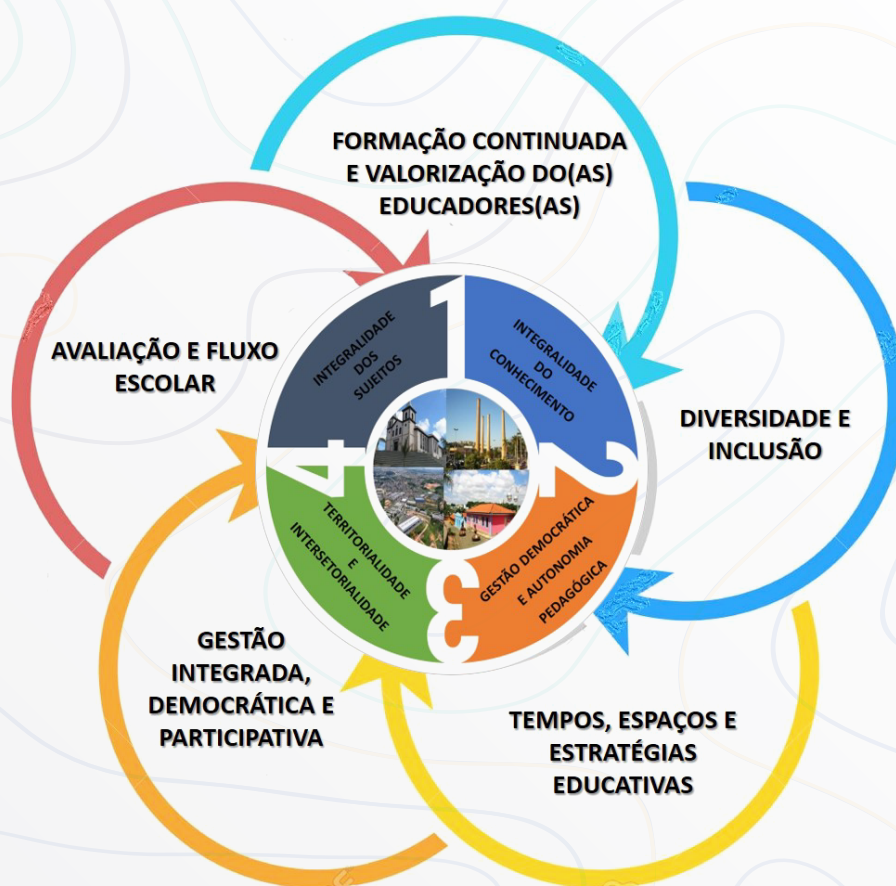 FORMAÇÃO CONTINUADA
E VALORIZAÇÃO DO(AS)
EDUCADORES(AS)
AVALIAÇÃO E FLUXO
ESCOLAR
DIVERSIDADE E
INCLUSÃO
1
INTEGRALIDADE
DOS
SUJEITOS
INTEGRALIDADE
DO
CONHECIMENTO
4
2
TERRITORIALIDADE
E
INTERSETORIALIDADE
GESTÃO DEMOCRÁTICA
E AUTONOMIA
PEDAGÓGICA
3
GESTÃO
INTEGRADA,
DEMOCRÁTICA E
PARTICIPATIVA
TEMPOS, ESPAÇOS E
ESTRATÉGIAS
EDUCATIVAS